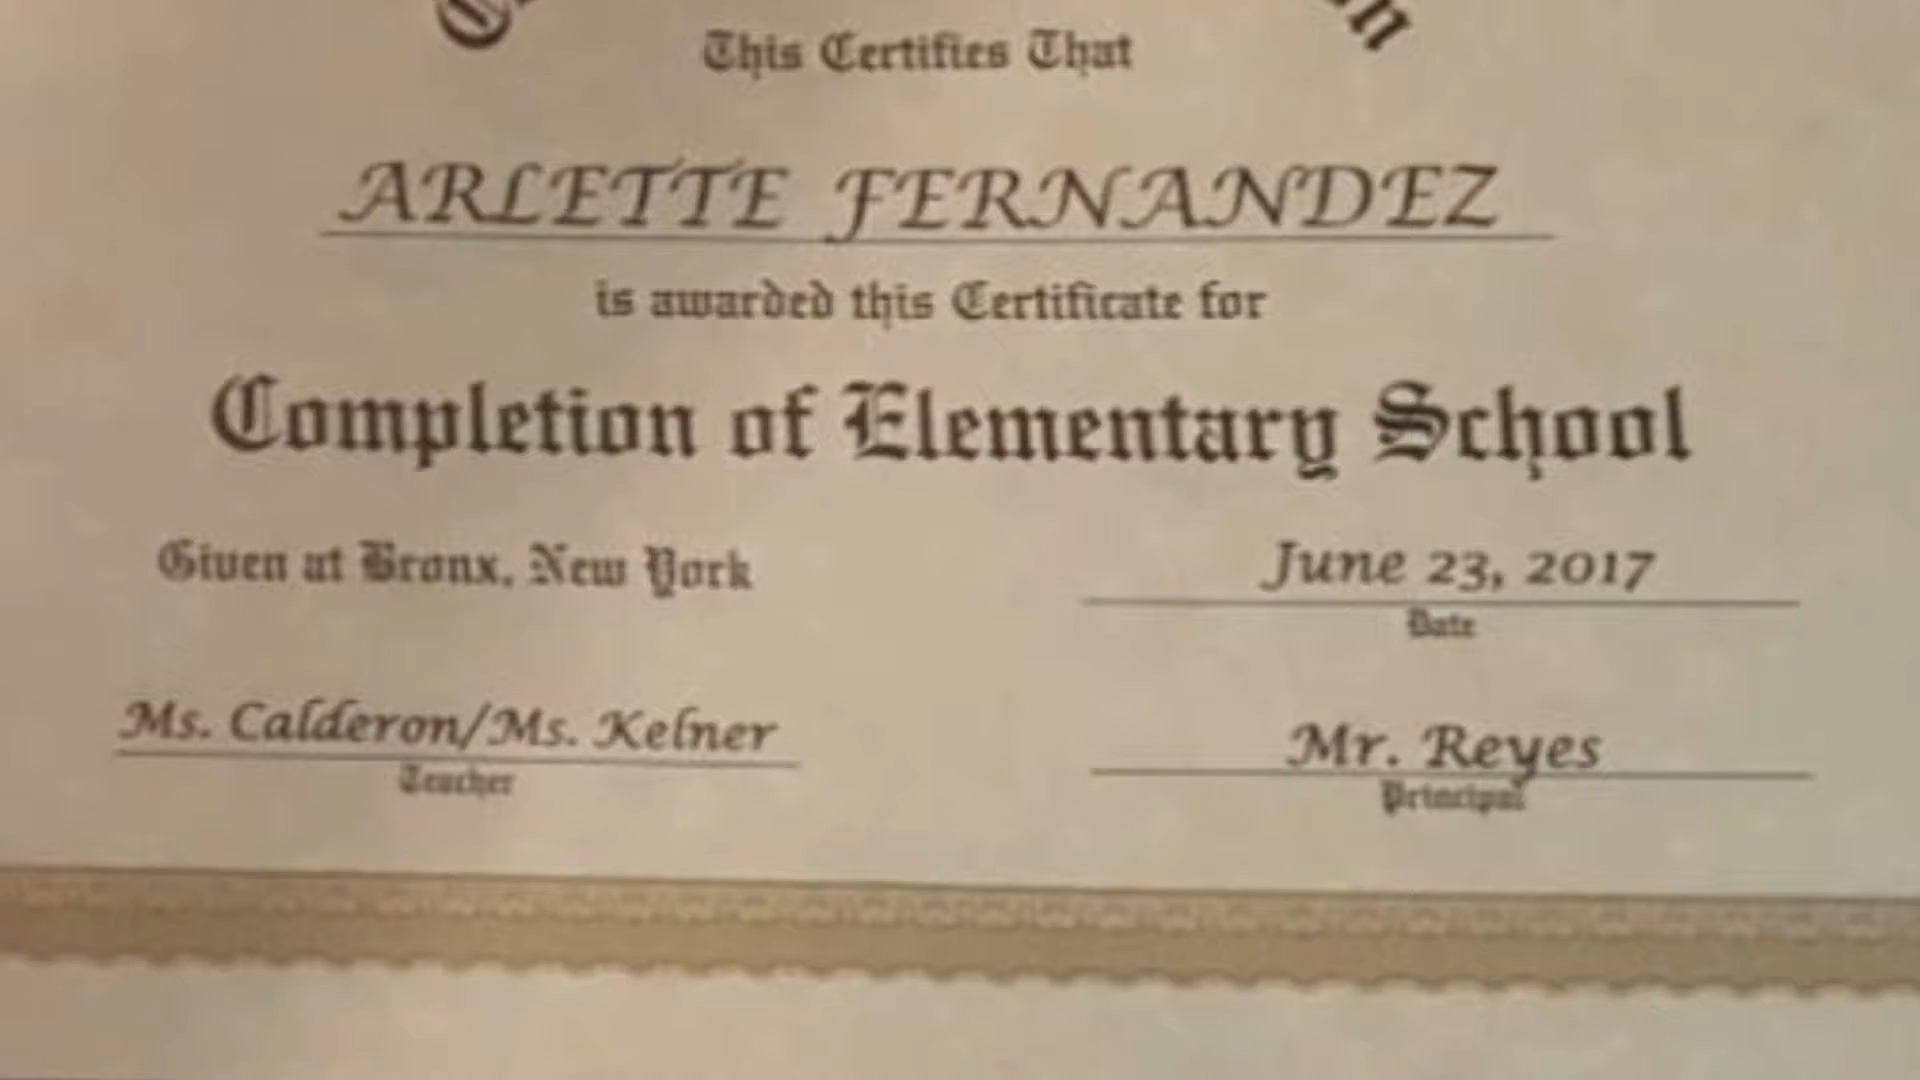 This Certifies That
ARLETTE FERNANDEZ
is awarded this Certificate for
Completion of Elementary School
Given at Bronx, New York
June 23, 2017
Date
Ms. Calderon/Ms. Kelner
Teacher
Mr. Reyes
Principal